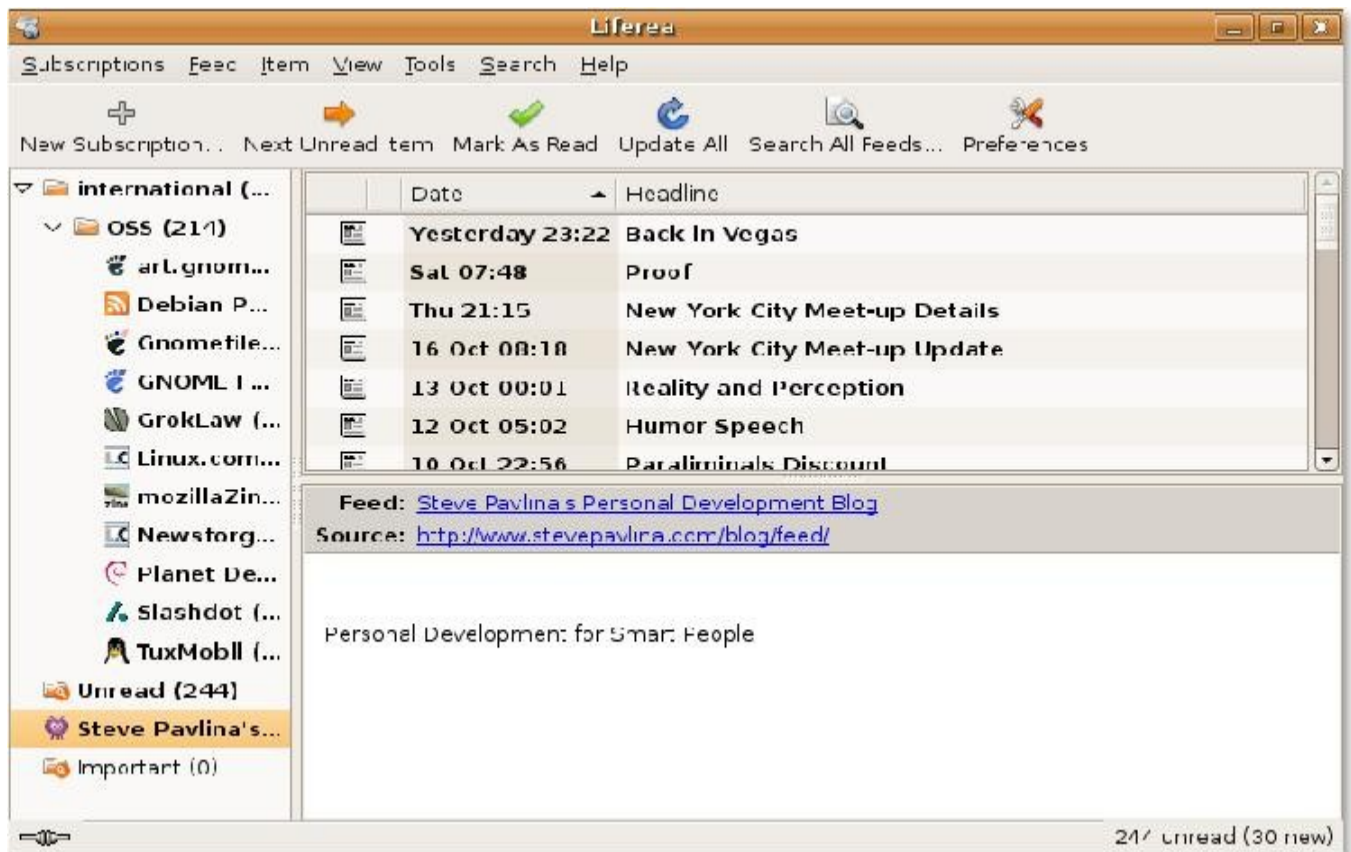 Liferea
Subscriptions Feed Item View Tools Search Help
New Subscription... Next Unread Item Mark As Read Update All Search All Feeds... Preferences
international (...
OSS (214)
art.gnom...
Debian P...
Gnomefile...
GNOME F...
GrokLaw (...
Linux.com...
mozillaZin...
Newsforg...
Planet De...
Slashdot (...
TuxMobil (...
Unread (244)
Steve Pavlina's...
Important (0)
Date Headline
Yesterday 23:22 Back in Vegas
Sat 07:48 Proof
Thu 21:15 New York City Meet-up Details
16 Oct 08:18 New York City Meet-up Update
13 Oct 00:01 Reality and Perception
12 Oct 05:02 Humor Speech
10 Oct 22:56 Paraliminals Discount
Feed: Steve Pavlina's Personal Development Blog
Source: http://www.stevepavlina.com/blog/feed/
Personal Development for Smart People
244 unread (30 new)